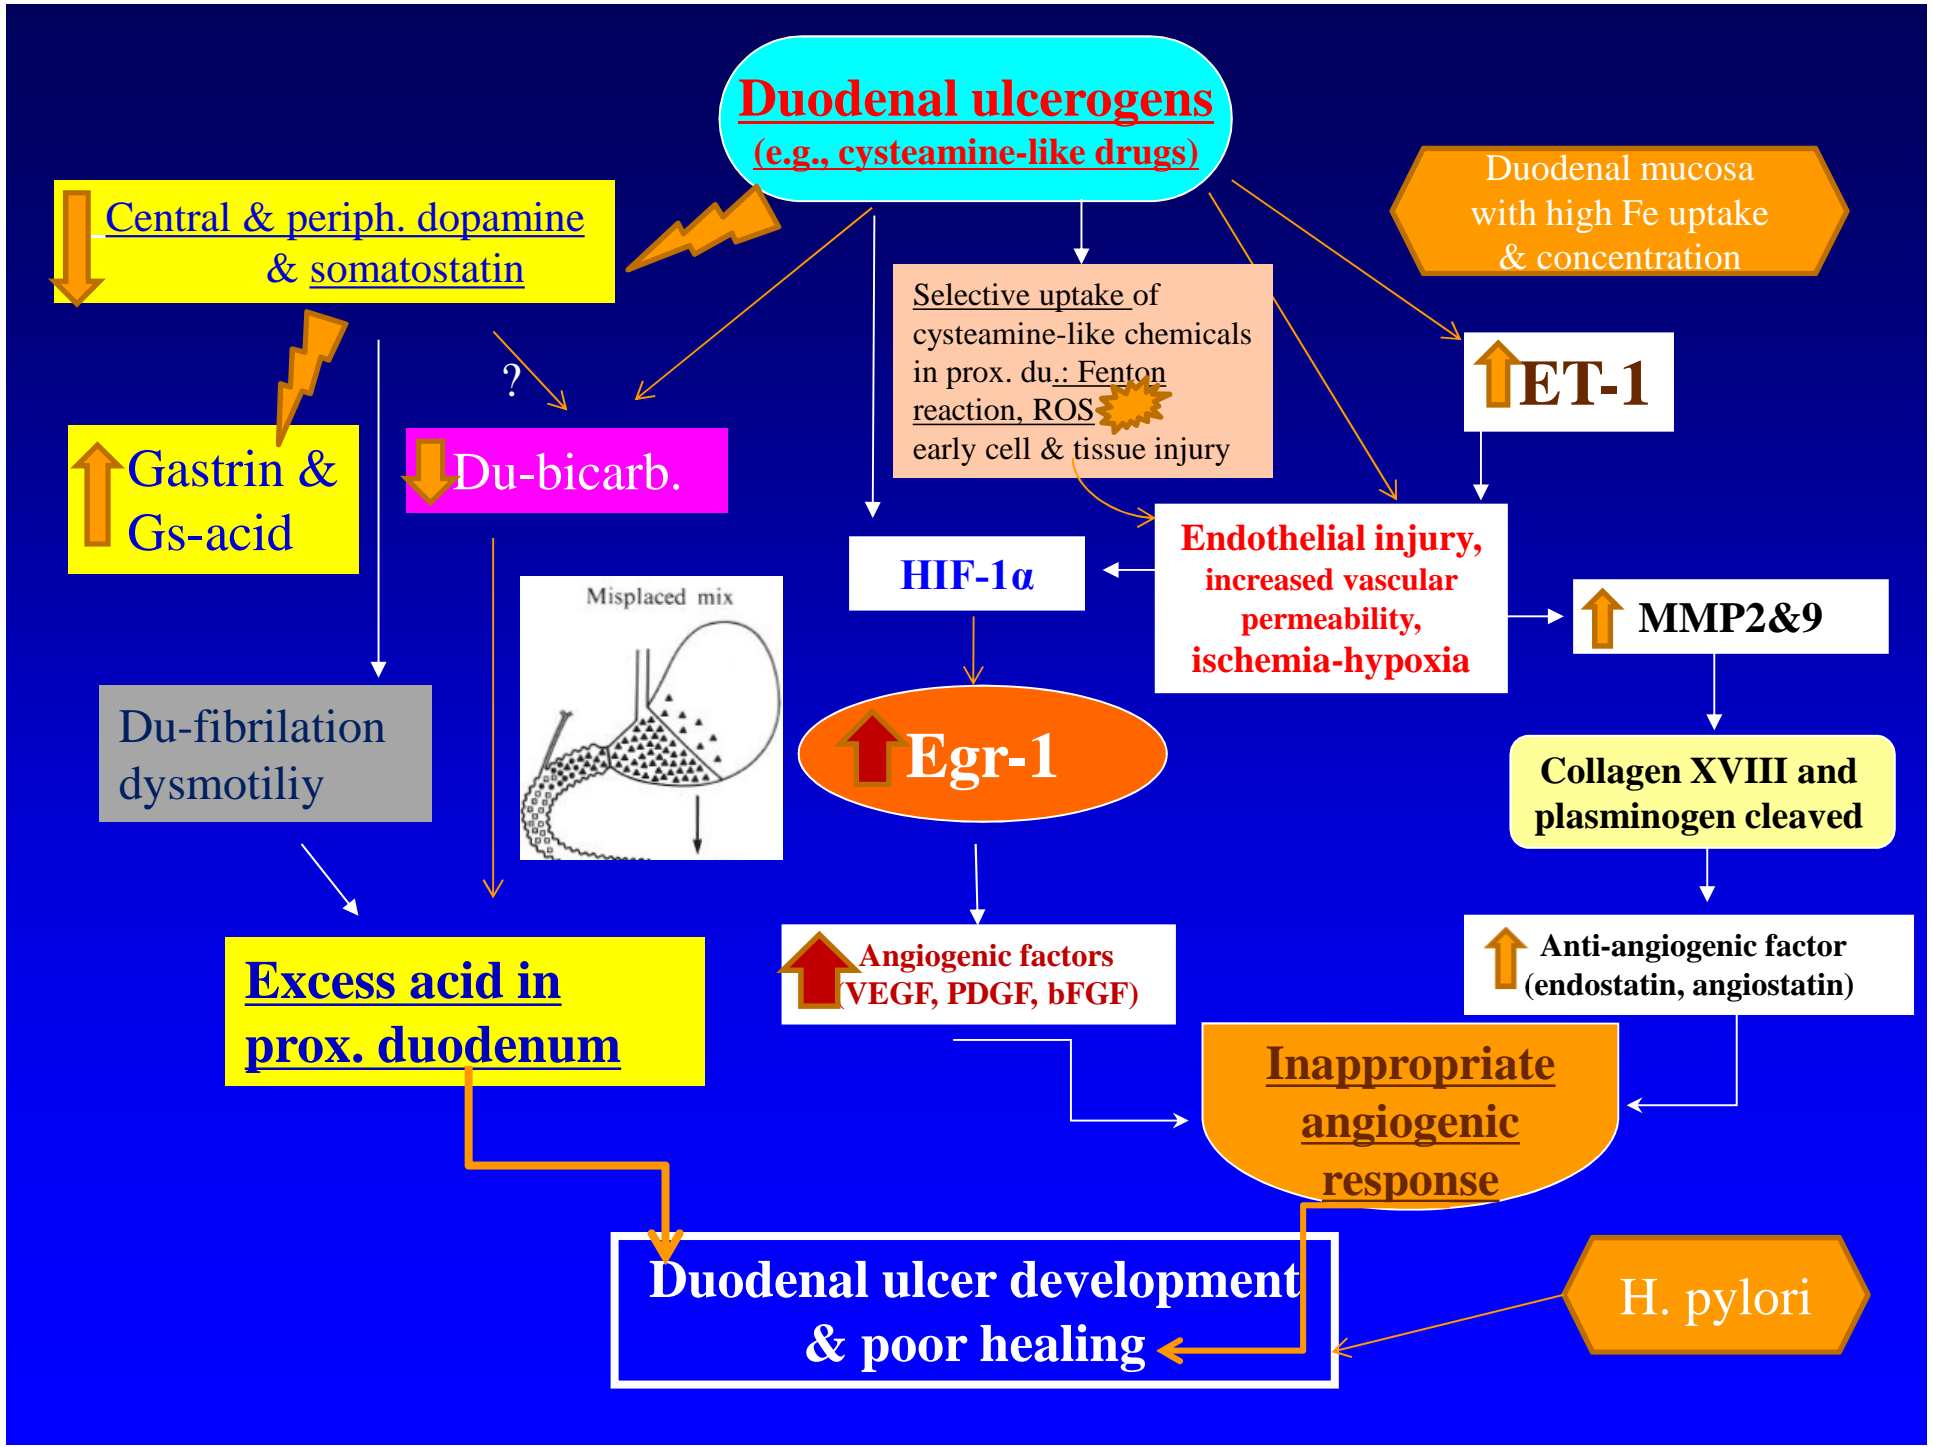 Duodenal ulcerogens
(e.g., cysteamine-like drugs)
Duodenal mucosa
with high Fe uptake
& concentration
Central & periph. dopamine
& somatostatin
Selective uptake of
cysteamine-like chemicals
in prox. du.: Fenton
reaction, ROS
early cell & tissue injury
?
ET-1
Gastrin &
Gs-acid
Du-bicarb.
Endothelial injury,
increased vascular
permeability,
ischemia-hypoxia
HIF-1α
Misplaced mix
MMP2&9
Du-fibrilation
dysmotiliy
Egr-1
Collagen XVIII and
plasminogen cleaved
Excess acid in
prox. duodenum
Angiogenic factors
(VEGF, PDGF, bFGF)
Anti-angiogenic factor
(endostatin, angiostatin)
Inappropriate
angiogenic
response
Duodenal ulcer development
& poor healing
H. pylori